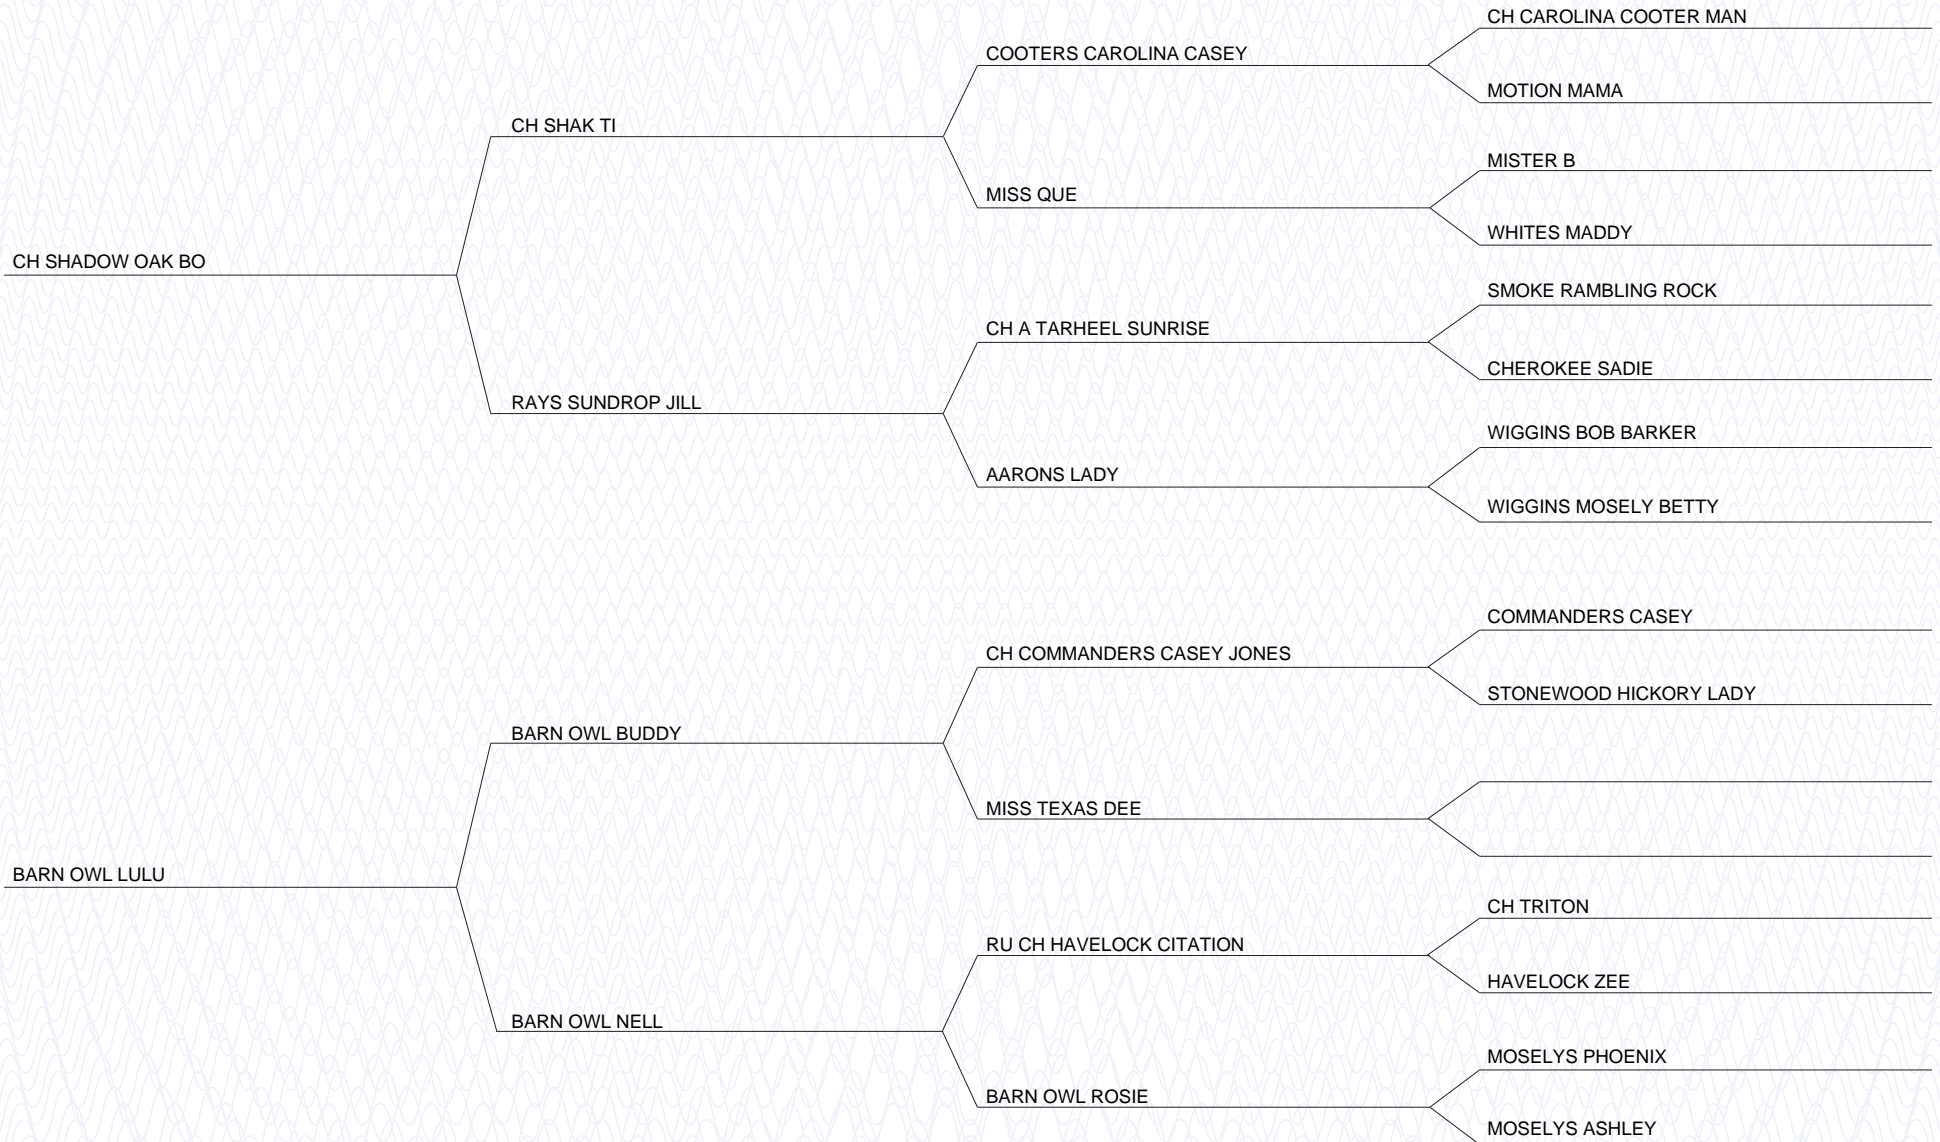 CH CAROLINA COOTER MAN
COOTERS CAROLINA CASEY
MOTION MAMA
CH SHAK TI
MISTER B
MISS QUE
WHITES MADDY
CH SHADOW OAK BO
SMOKE RAMBLING ROCK
CH A TARHEEL SUNRISE
CHEROKEE SADIE
RAYS SUNDROP JILL
WIGGINS BOB BARKER
AARONS LADY
WIGGINS MOSELY BETTY
COMMANDERS CASEY
CH COMMANDERS CASEY JONES
STONEWOOD HICKORY LADY
BARN OWL BUDDY
MISS TEXAS DEE
BARN OWL LULU
CH TRITON
RU CH HAVELOCK CITATION
HAVELOCK ZEE
BARN OWL NELL
MOSELYS PHOENIX
BARN OWL ROSIE
MOSELYS ASHLEY